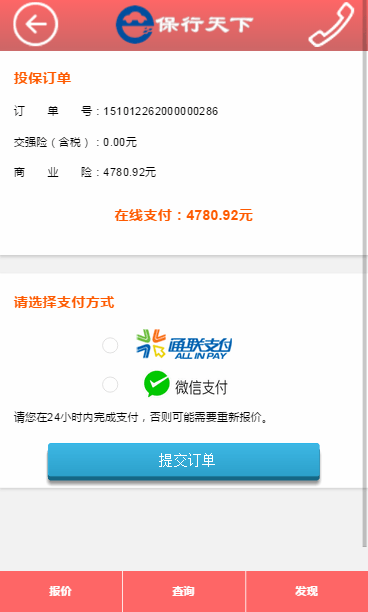 保行天下
投保订单
订 单 号：151012262000000286
交强险（含税）：0.00元
商 业 险：4780.92元
在线支付：4780.92元
请选择支付方式
通联支付
ALL IN PAY
微信支付
请您在24小时内完成支付，否则可能需要重新报价。
提交订单
报价 查询 发现